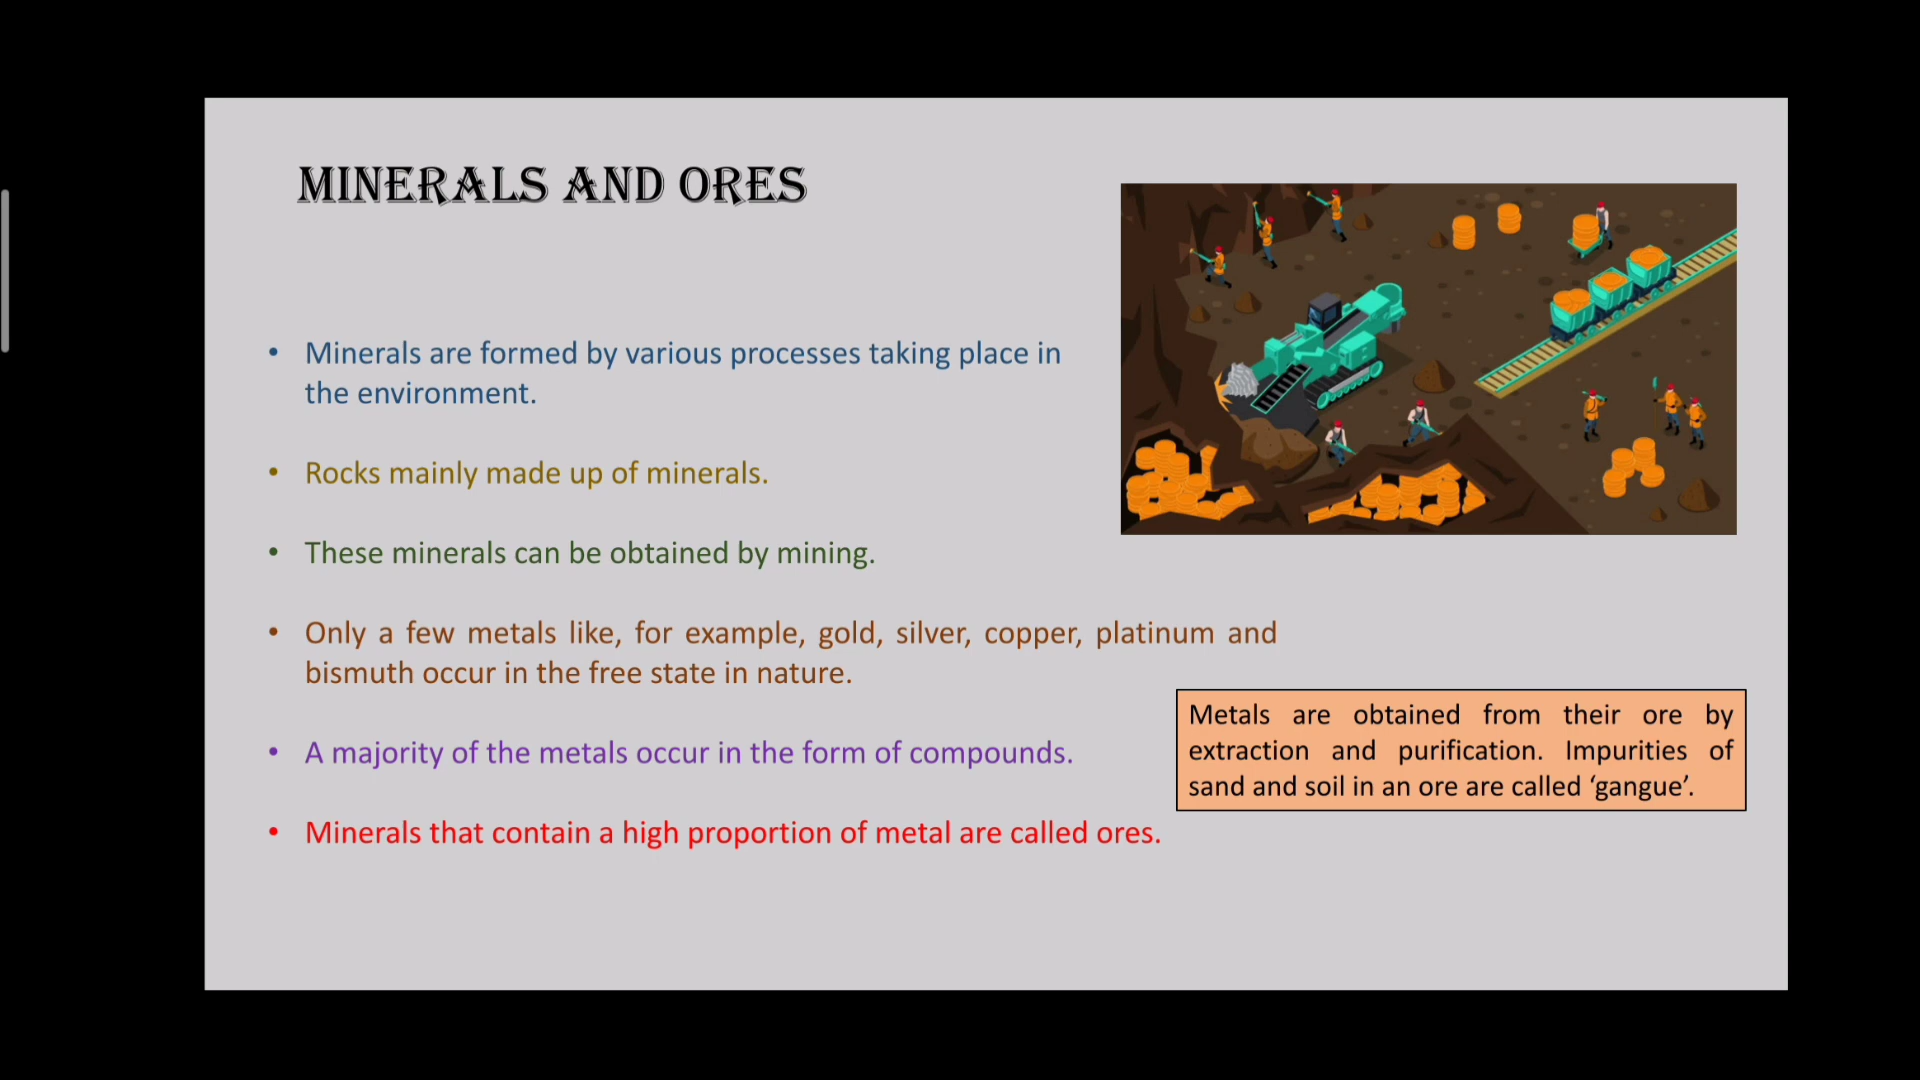 MINERALS AND ORES
• Minerals are formed by various processes taking place in
the environment.
• Rocks mainly made up of minerals.
• These minerals can be obtained by mining.
• Only a few metals like, for example, gold, silver, copper, platinum and
bismuth occur in the free state in nature.
• A majority of the metals occur in the form of compounds.
• Minerals that contain a high proportion of metal are called ores.
Metals are obtained from their ore by
extraction and purification. Impurities of
sand and soil in an ore are called ‘gangue’.